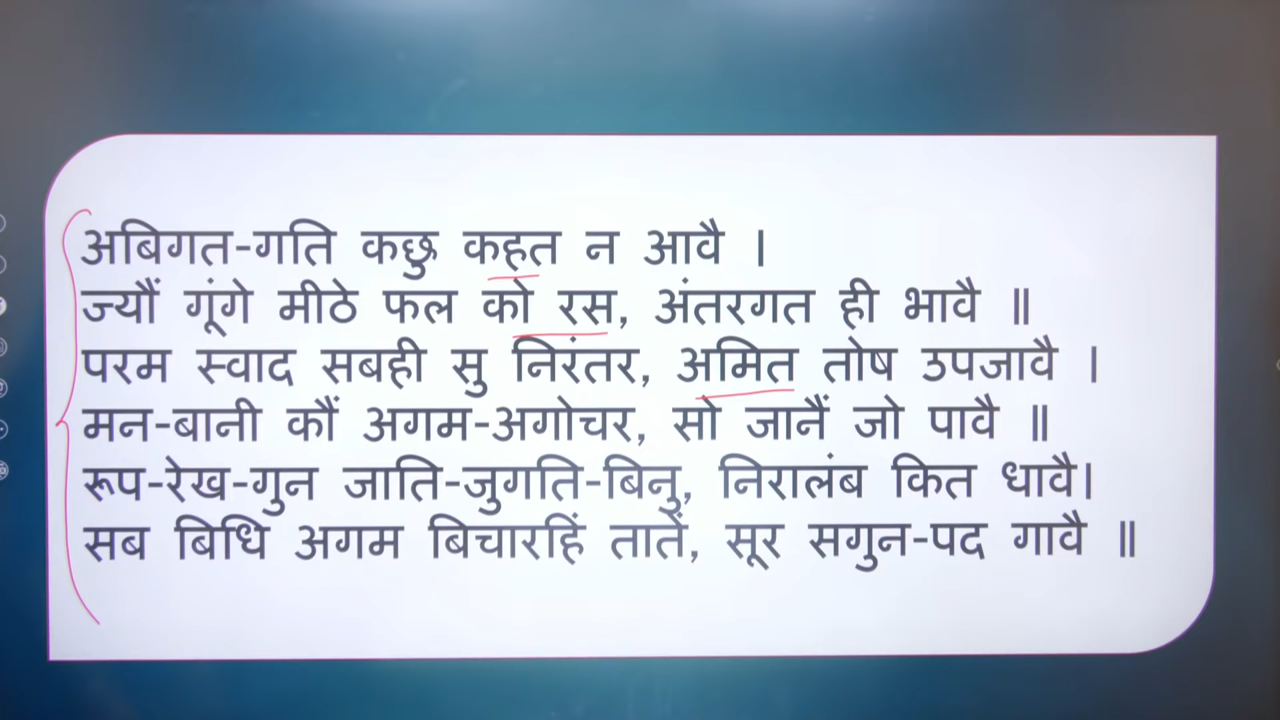 अबिगत-गति कछु कहत न आवै ।
ज्यौं गूंगे मीठे फल को रस, अंतरगत ही भावै ॥
परम स्वाद सबही सु निरंतर, अमित तोष उपजावै ।
मन-बानी कौं अगम-अगोचर, सो जानैं जो पावै ॥
रूप-रेख-गुन जाति-जुगति-बिनु, निरालंब कित धावै।
सब बिधि अगम बिचारहिं तातें, सूर सगुन-पद गावै ॥